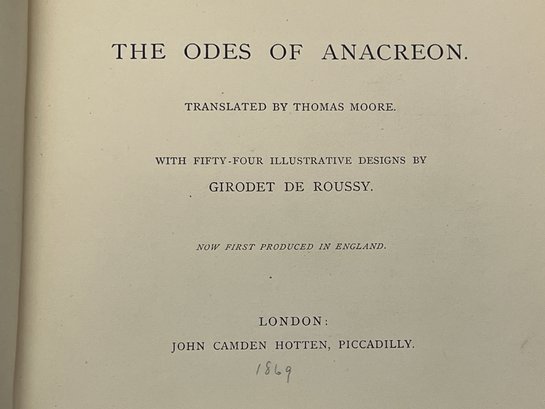 THE ODES OF ANACREON.
TRANSLATED BY THOMAS MOORE.
WITH FIFTY-FOUR ILLUSTRATIVE DESIGNS BY
GIRODET DE ROUSSY.
NOW FIRST PRODUCED IN ENGLAND.
LONDON:
JOHN CAMDEN HOTTEN, PICCADILLY.
1869